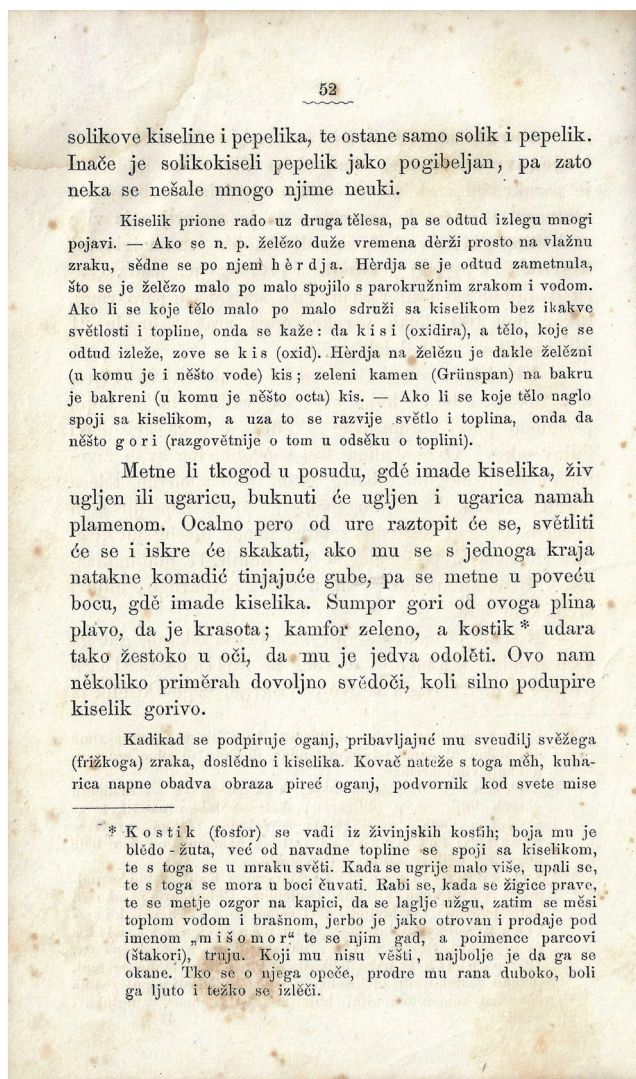 52
solikove kiseline i pepelika, te ostane samo solik i pepelik.
Inače je solikokiseli pepelik jako pogibeljan, pa zato
neka se nešale mnogo njime neuki.
Kiselik prione rado uz druga tělesa, pa se odtud izlegu mnogi
pojavi. — Ako se n. p. želězo duže vremena dèrži prosto na vlažnu
zraku, sědne se po njem hèrdja. Hèrdja se je odtud zametnula,
što se je želězo malo po malo spojilo s parokružnim zrakom i vodom.
Ako li se koje tělo malo po malo sdruži sa kiselikom bez ikakve
světlosti i topline, onda se kaže: da kisi (oxidira), a tělo, koje se
odtud izleže, zove se kis (oxid). Hèrdja na želězu je dakle želězni
(u komu je i něšto vode) kis; zeleni kamen (Grünspan) na bakru
je bakreni (u komu je něšto octa) kis. — Ako li se koje tělo naglo
spoji sa kiselikom, a uza to se razvije světlo i toplina, onda da
něšto gori (razgovětnije o tom u odsěku o toplini).
Metne li tkogod u posudu, gdě imade kiselika, živ
ugljen ili ugaricu, buknuti će ugljen i ugarica namah
plamenom. Ocalno pero od ure raztopit će se, světliti
će se i iskre će skakati, ako mu se s jednoga kraja
natakne komadić tinjajuće gube, pa se metne u poveću
bocu, gdě imade kiselika. Sumpor gori od ovoga plina
plavo, da je krasota; kamfor zeleno, a kostik* udara
tako žestoko u oči, da mu je jedva odolěti. Ovo nam
několiko priměrah dovoljno svědoči, koli silno podupire
kiselik gorivo.
Kadikad se podpiruje oganj, pribavljajuć mu sveudilj svěžega
(frižkoga) zraka, doslědno i kiselika. Kovač nateže s toga měh, kuha-
rica napne obadva obraza pireć oganj, podvornik kod svete mise
* Kostik (fosfor) se vadi iz živinjskih kostih; boja mu je
blědo-žuta, već od navadne topline se spoji sa kiselikom,
te s toga se u mraku světi. Kada se ugrije malo više, upali se,
te s toga se mora u boci čuvati. Rabi se, kada se žigice prave,
te se metje ozgor na kapici, da se laglje užgu, zatim se měsi
toplom vodom i brašnom, jerbo je jako otrovan i prodaje pod
imenom „mišomor“ te se njim gad, a poimence parcovi
(štakori), truju. Koji mu nisu věšti, najbolje je da ga se
okane. Tko se o njega opeče, prodre mu rana duboko, boli
ga ljuto i težko se izlěči.